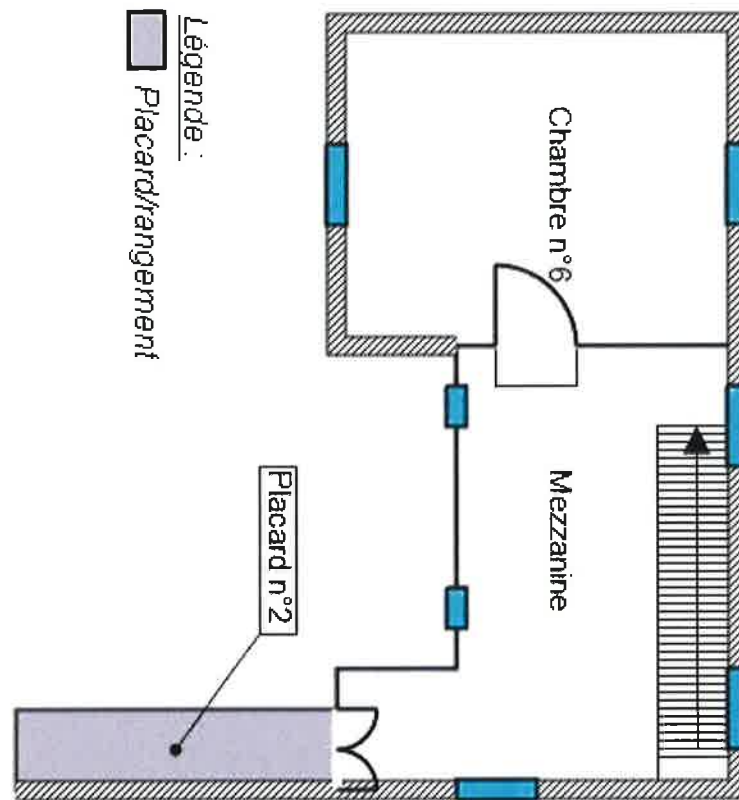 Chambre n°6
Mezzanine
Placard n°2
Légende :
Placard/rangement